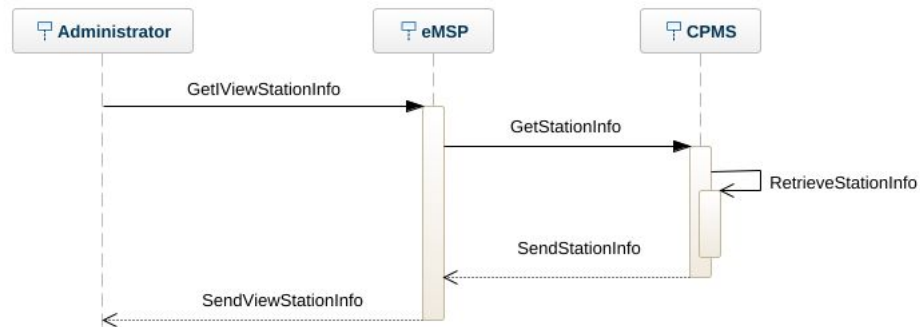 Administrator
eMSP
CPMS
GetIViewStationInfo
GetStationInfo
RetrieveStationInfo
SendStationInfo
SendViewStationInfo